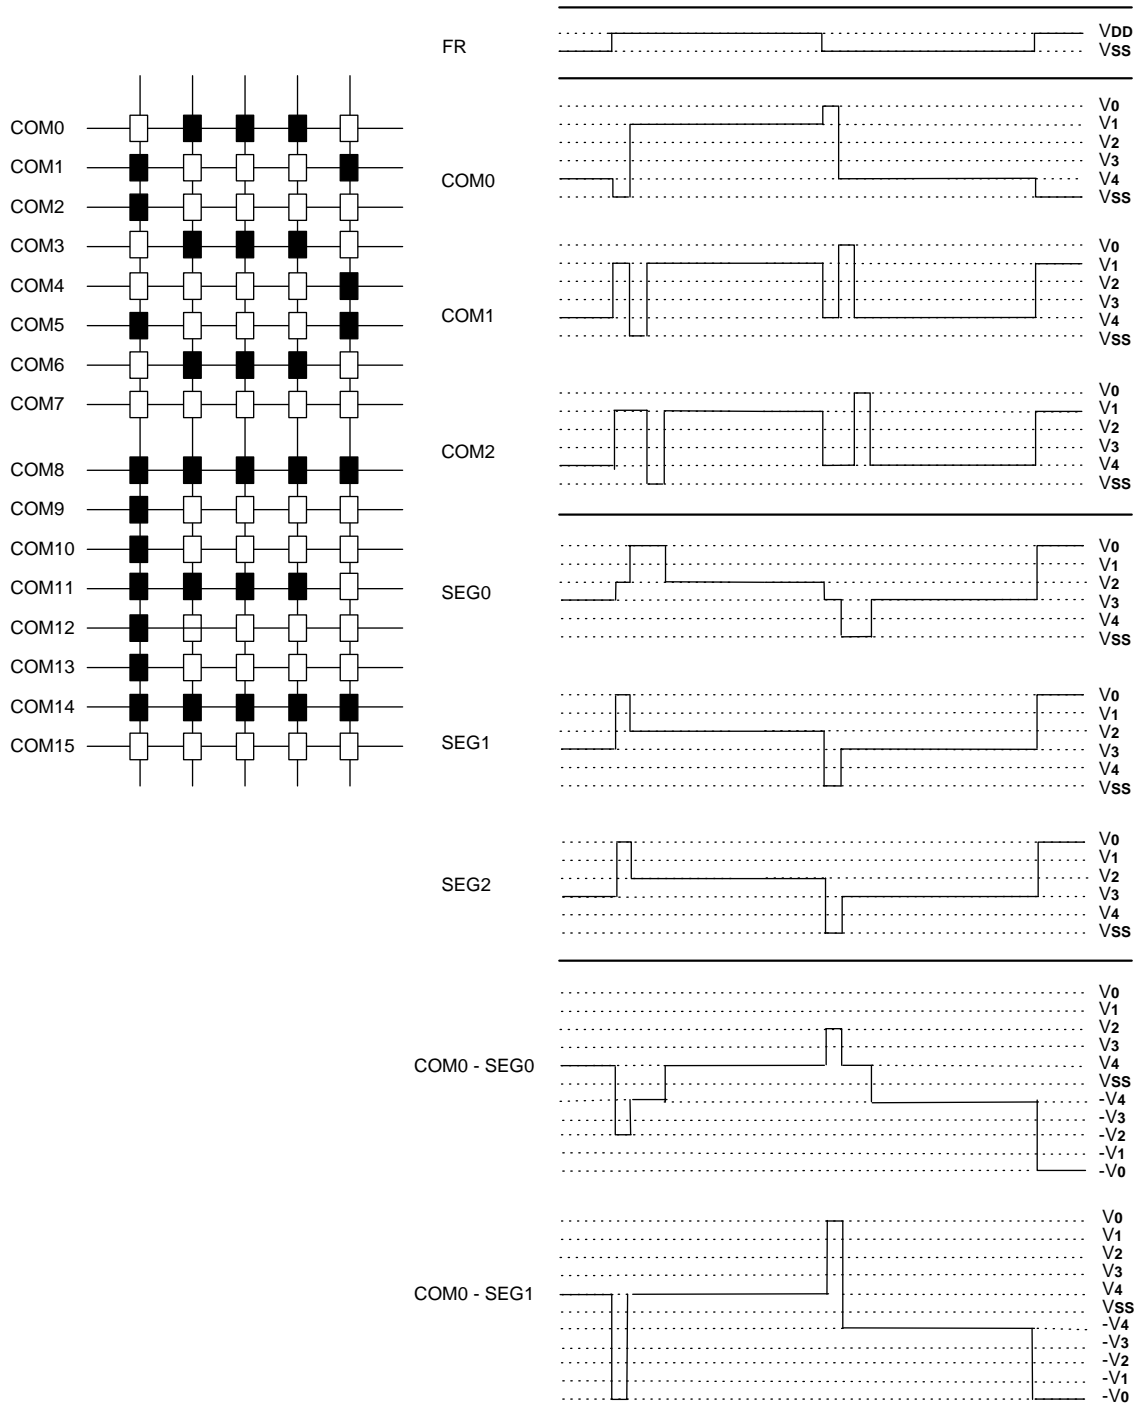 COM0
COM1
COM2
COM3
COM4
COM5
COM6
COM7
COM8
COM9
COM10
COM11
COM12
COM13
COM14
COM15
FR
VDD
VSS
COM0
V0
V1
V2
V3
V4
VSS
COM1
V0
V1
V2
V3
V4
VSS
COM2
V0
V1
V2
V3
V4
VSS
SEG0
V0
V1
V2
V3
V4
VSS
SEG1
V0
V1
V2
V3
V4
VSS
SEG2
V0
V1
V2
V3
V4
VSS
COM0 - SEG0
V0
V1
V2
V3
V4
VSS
-V4
-V3
-V2
-V1
-V0
COM0 - SEG1
V0
V1
V2
V3
V4
VSS
-V4
-V3
-V2
-V1
-V0